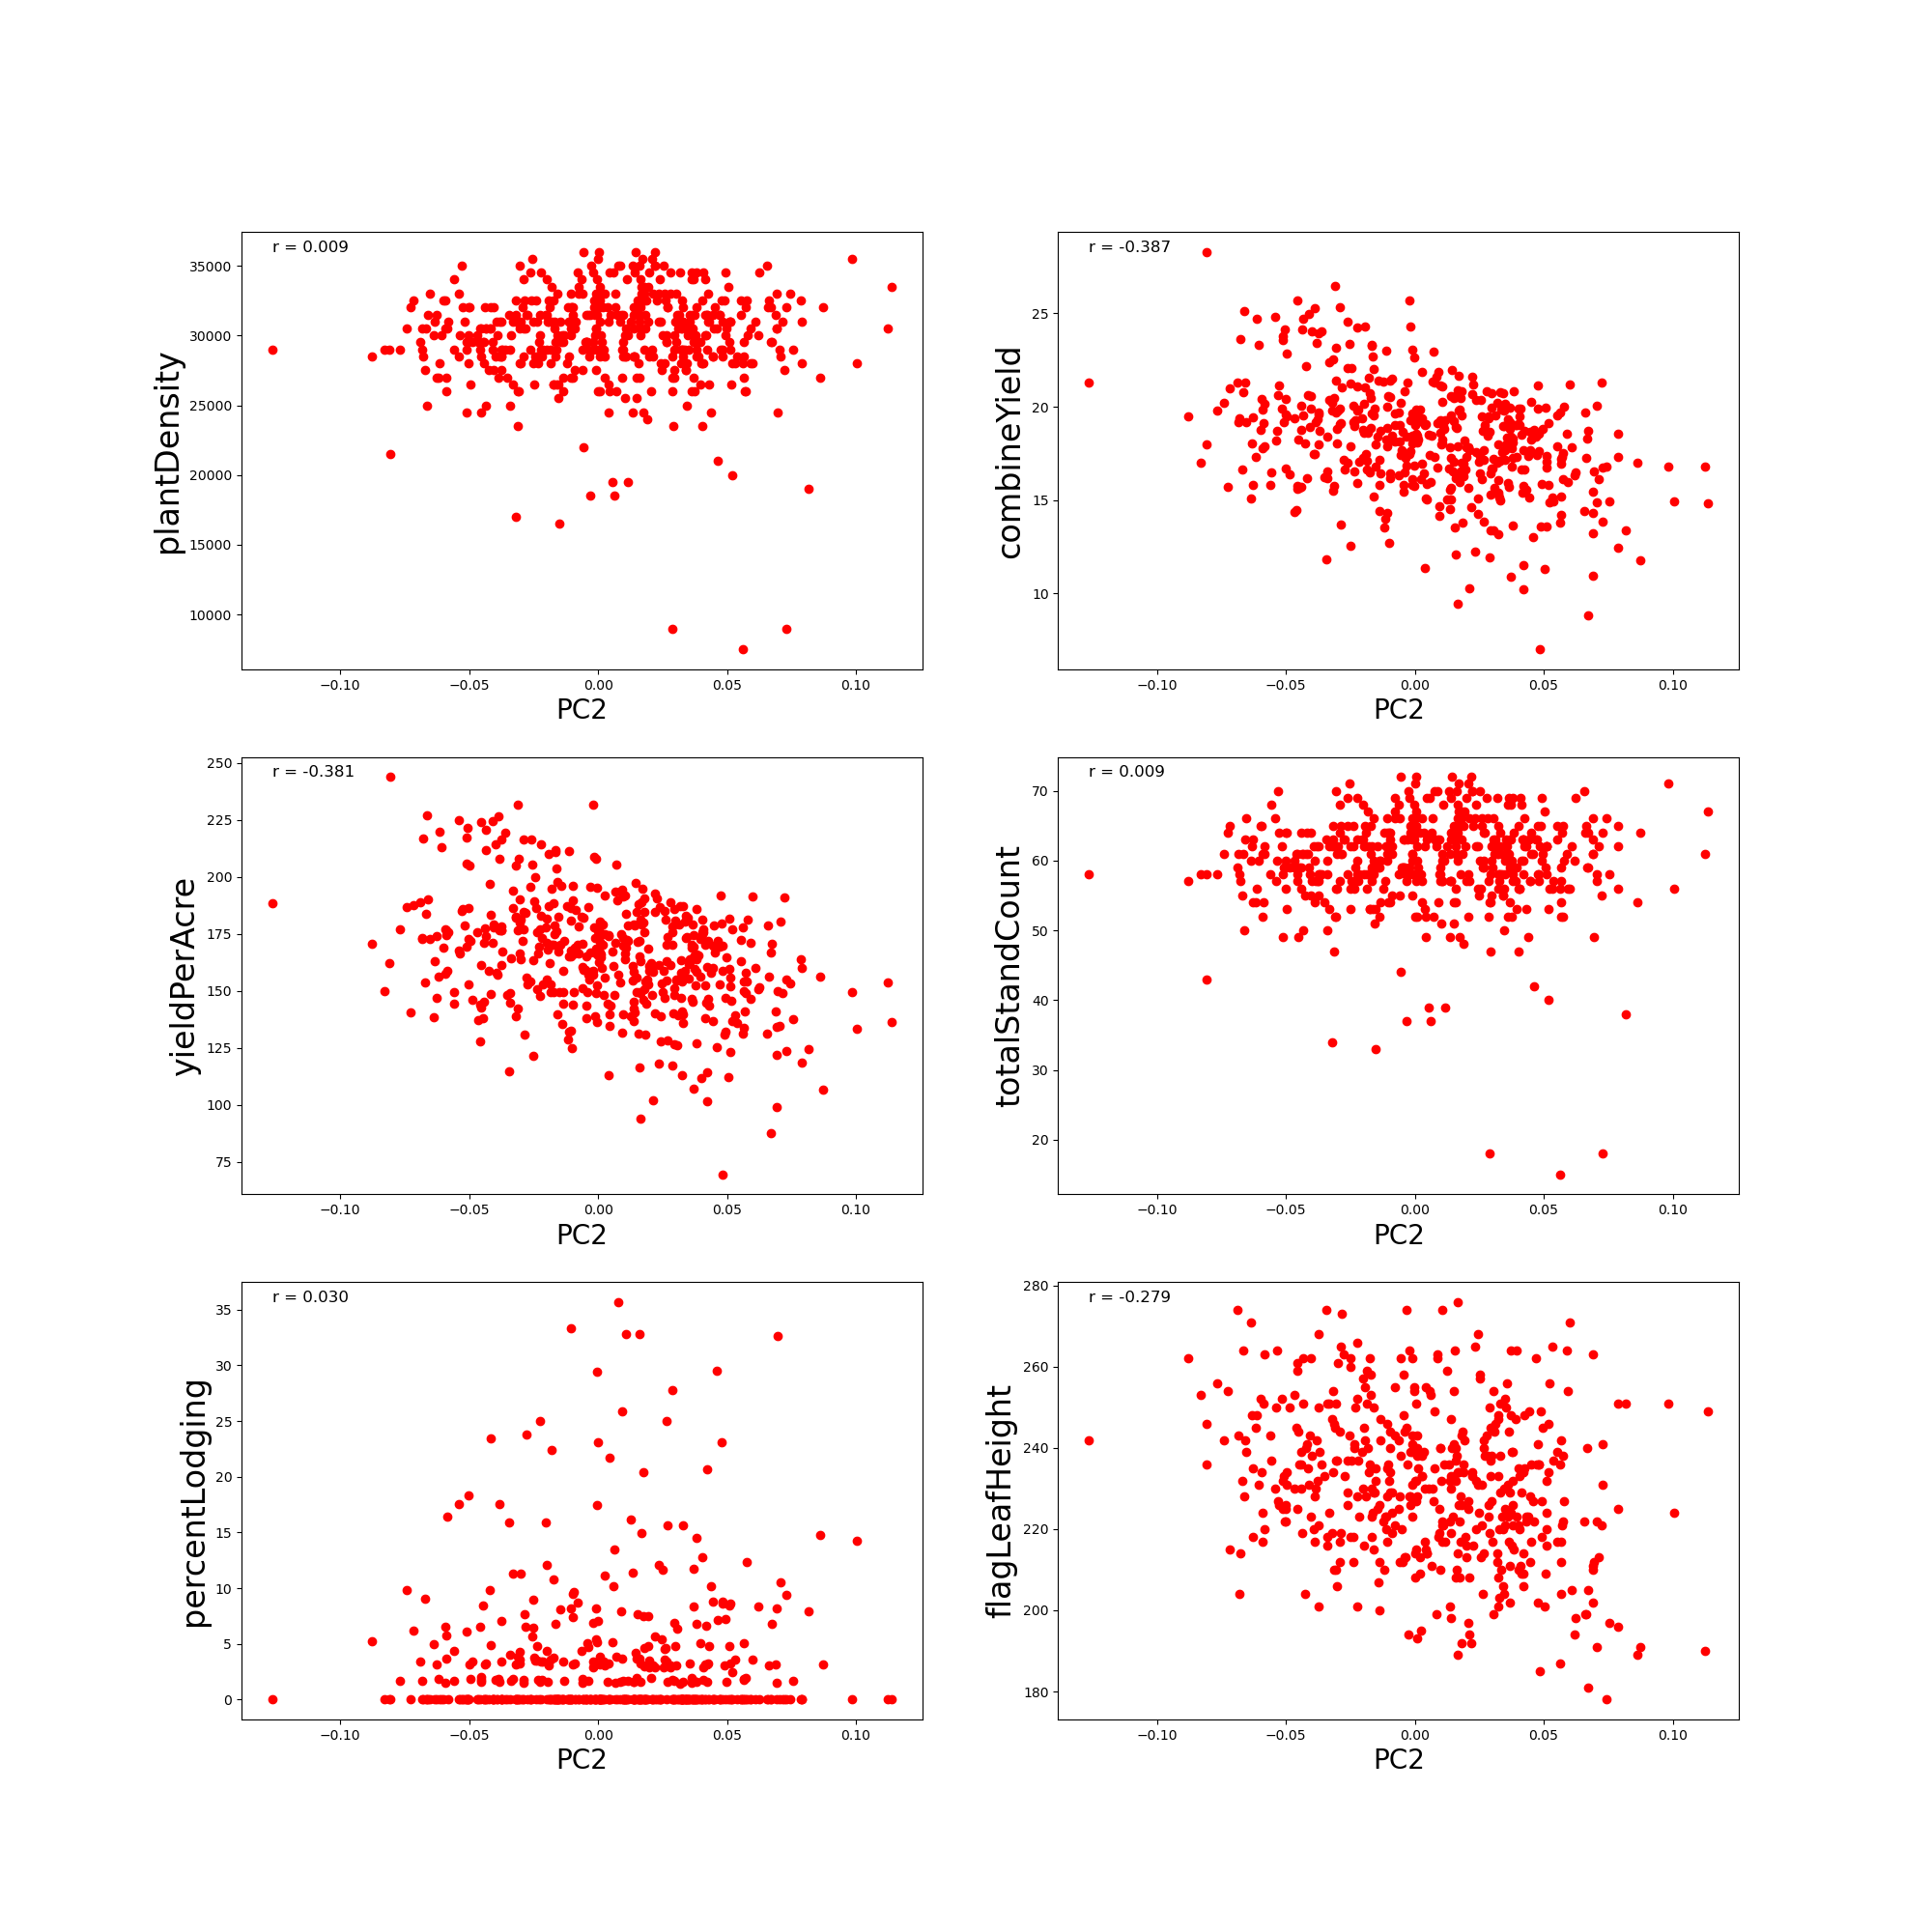 r = 0.009
plantDensity
35000
30000
25000
20000
15000
10000
−0.10 −0.05 0.00 0.05 0.10
PC2
r = -0.387
combineYield
25
20
15
10
−0.10 −0.05 0.00 0.05 0.10
PC2
r = -0.381
yieldPerAcre
250
225
200
175
150
125
100
75
−0.10 −0.05 0.00 0.05 0.10
PC2
r = 0.009
totalStandCount
70
60
50
40
30
20
−0.10 −0.05 0.00 0.05 0.10
PC2
r = 0.030
percentLodging
35
30
25
20
15
10
5
0
−0.10 −0.05 0.00 0.05 0.10
PC2
r = -0.279
flagLeafHeight
280
260
240
220
200
180
−0.10 −0.05 0.00 0.05 0.10
PC2